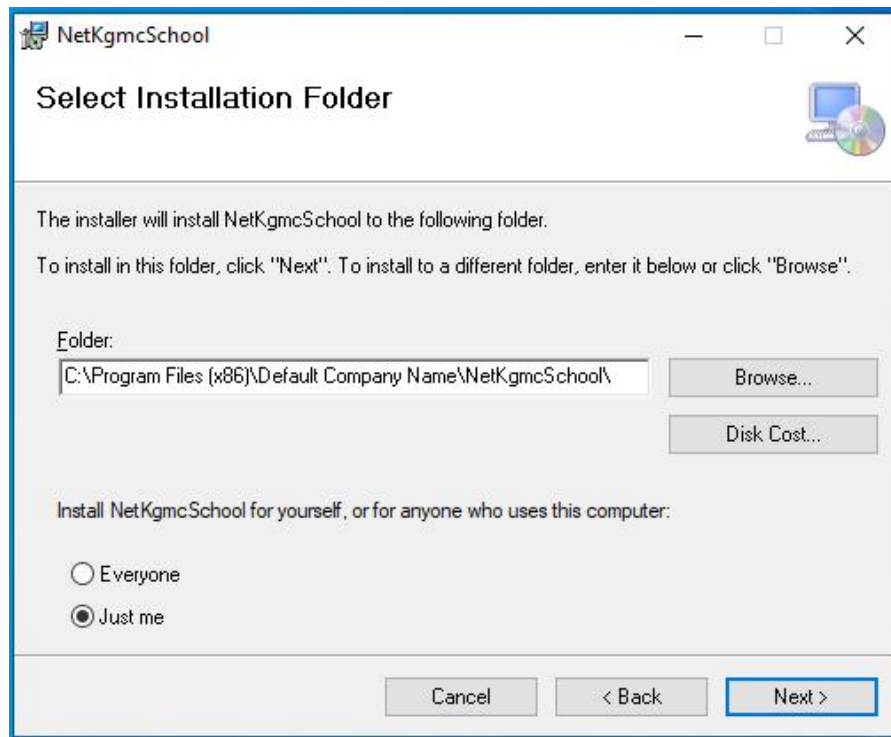 NetKgmcSchool
Select Installation Folder
The installer will install NetKgmcSchool to the following folder.
To install in this folder, click "Next". To install to a different folder, enter it below or click "Browse".
Folder:
C:\Program Files (x86)\Default Company Name\NetKgmcSchool\
Browse...
Disk Cost...
Install NetKgmcSchool for yourself, or for anyone who uses this computer:
Everyone
Just me
Cancel
< Back
Next >